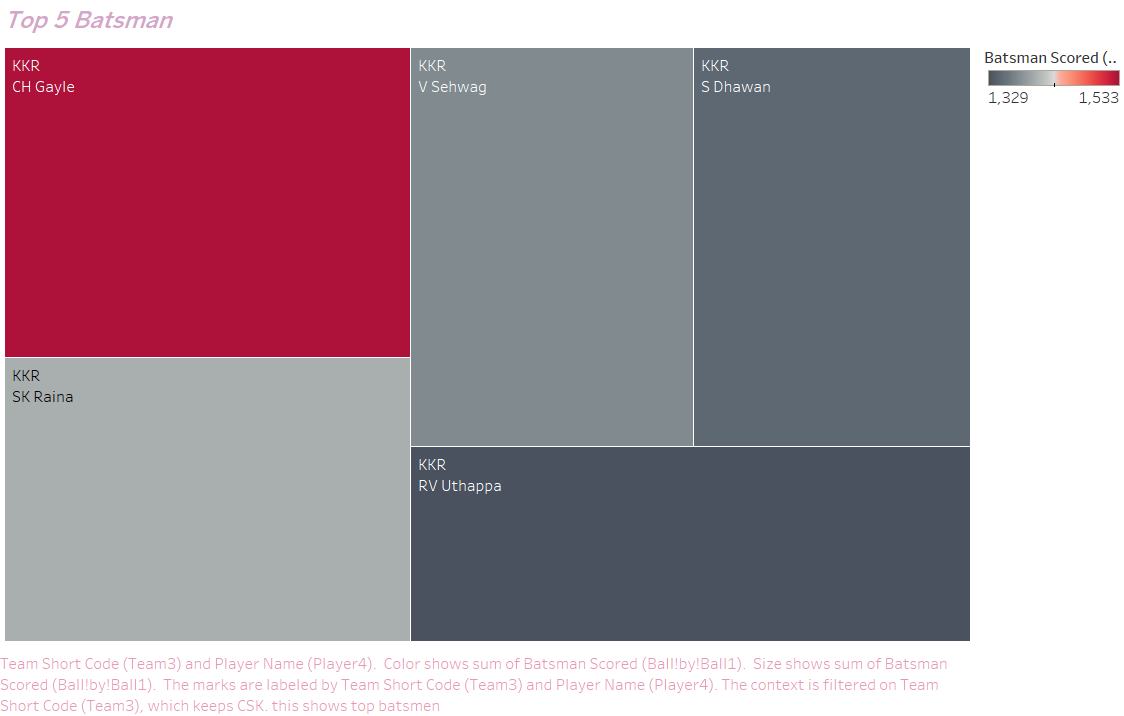 Top 5 Batsman
KKR
CH Gayle
KKR
V Sehwag
KKR
S Dhawan
Batsman Scored (..
1,329 1,533
KKR
SK Raina
KKR
RV Uthappa
Team Short Code (Team3) and Player Name (Player4).  Color shows sum of Batsman Scored (Ball!by!Ball1).  Size shows sum of Batsman
Scored (Ball!by!Ball1).  The marks are labeled by Team Short Code (Team3) and Player Name (Player4). The context is filtered on Team
Short Code (Team3), which keeps CSK. this shows top batsmen